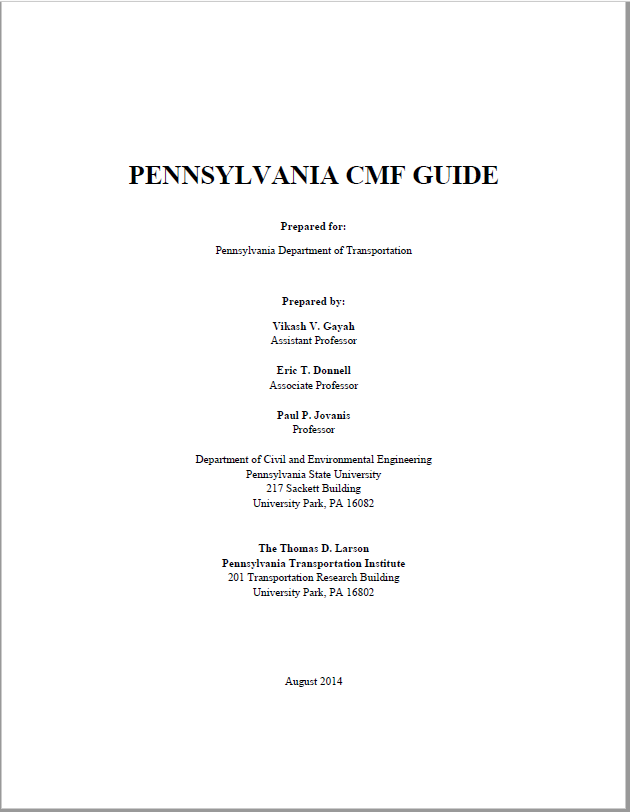 PENNSYLVANIA CMF GUIDE
Prepared for:
Pennsylvania Department of Transportation
Prepared by:
Vikash V. Gayah
Assistant Professor
Eric T. Donnell
Associate Professor
Paul P. Jovanis
Professor
Department of Civil and Environmental Engineering
Pennsylvania State University
217 Sackett Building
University Park, PA 16082
The Thomas D. Larson
Pennsylvania Transportation Institute
201 Transportation Research Building
University Park, PA 16802
August 2014